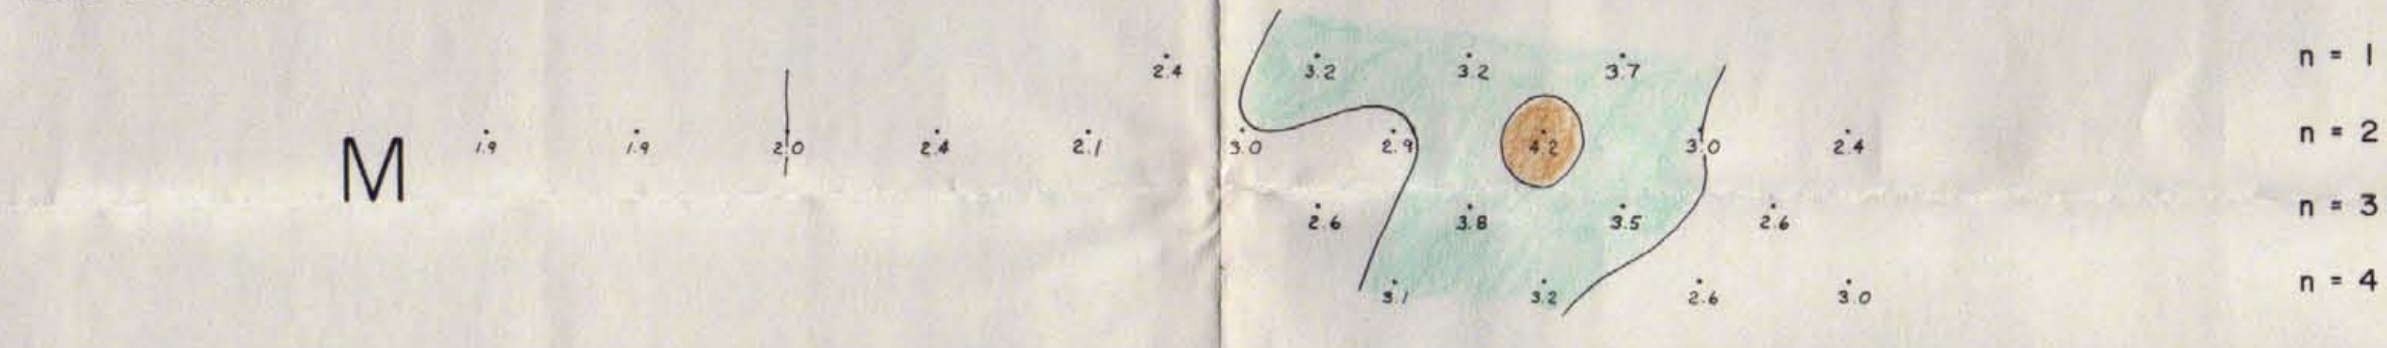 2.4 3.2 3.2 3.7 n = 1
M 1.9 1.9 2.0 2.4 2.1 3.0 2.9 4.2 3.0 2.4 n = 2
2.6 3.8 3.5 2.6 n = 3
3.1 3.2 2.6 3.0 n = 4